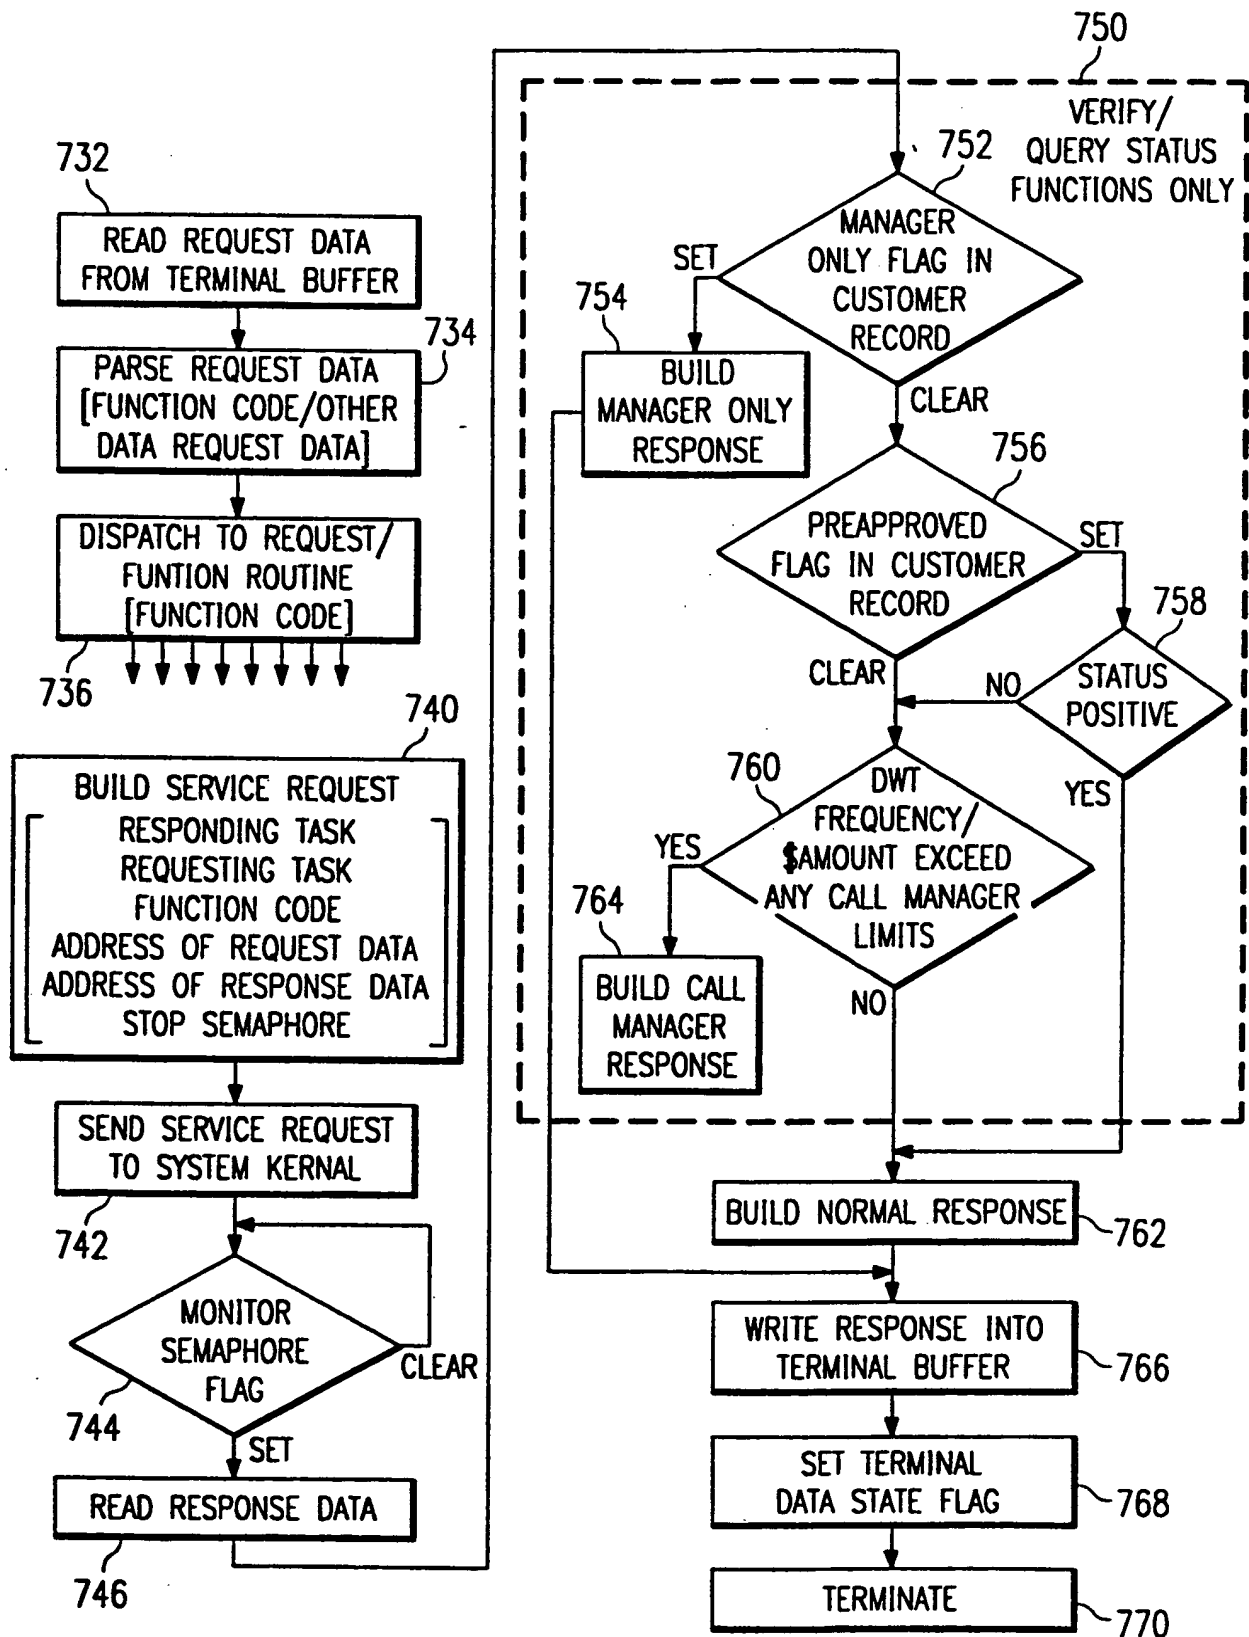 732
READ REQUEST DATA
FROM TERMINAL BUFFER
734
PARSE REQUEST DATA
[FUNCTION CODE/OTHER
DATA REQUEST DATA]
DISPATCH TO REQUEST/
FUNTION ROUTINE
[FUNCTION CODE]
736
740
BUILD SERVICE REQUEST
RESPONDING TASK
REQUESTING TASK
FUNCTION CODE
ADDRESS OF REQUEST DATA
ADDRESS OF RESPONSE DATA
STOP SEMAPHORE
SEND SERVICE REQUEST
TO SYSTEM KERNAL
742
MONITOR
SEMAPHORE
FLAG
CLEAR
744
SET
READ RESPONSE DATA
746
750
VERIFY/
QUERY STATUS
FUNCTIONS ONLY
752
MANAGER
ONLY FLAG IN
CUSTOMER
RECORD
SET
754
BUILD
MANAGER ONLY
RESPONSE
CLEAR
756
PREAPPROVED
FLAG IN CUSTOMER
RECORD
SET
758
STATUS
POSITIVE
NO
YES
CLEAR
760
DWT
FREQUENCY/
$AMOUNT EXCEED
ANY CALL MANAGER
LIMITS
YES
764
BUILD CALL
MANAGER
RESPONSE
NO
BUILD NORMAL RESPONSE
762
WRITE RESPONSE INTO
TERMINAL BUFFER
766
SET TERMINAL
DATA STATE FLAG
768
TERMINATE
770